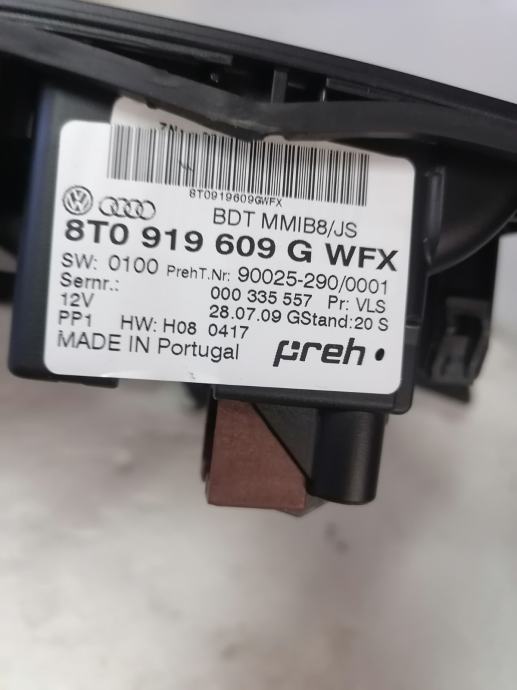 8T0919609GWFX
BDT MMIB8/JS
8T0 919 609 G WFX
SW: 0100 PrehT.Nr: 90025-290/0001
Sernr.: 000 335 557 Pr: VLS
12V 28.07.09 GStand:20 S
PP1 HW: H08 0417
MADE IN Portugal preh